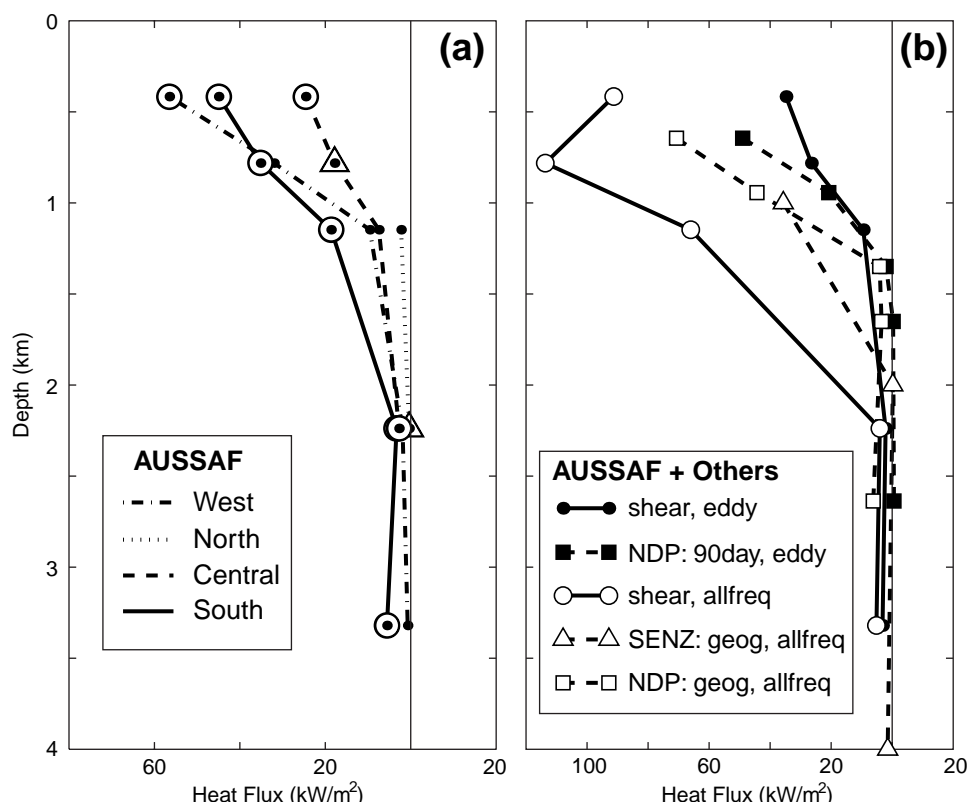 (a)
(b)
0
1
2
3
4
Depth (km)
AUSSAF
West
North
Central
South
AUSSAF + Others
shear, eddy
NDP: 90day, eddy
shear, allfreq
SENZ: geog, allfreq
NDP: geog, allfreq
60
20
20
100
60
20
20
Heat Flux (kW/m²)
Heat Flux (kW/m²)